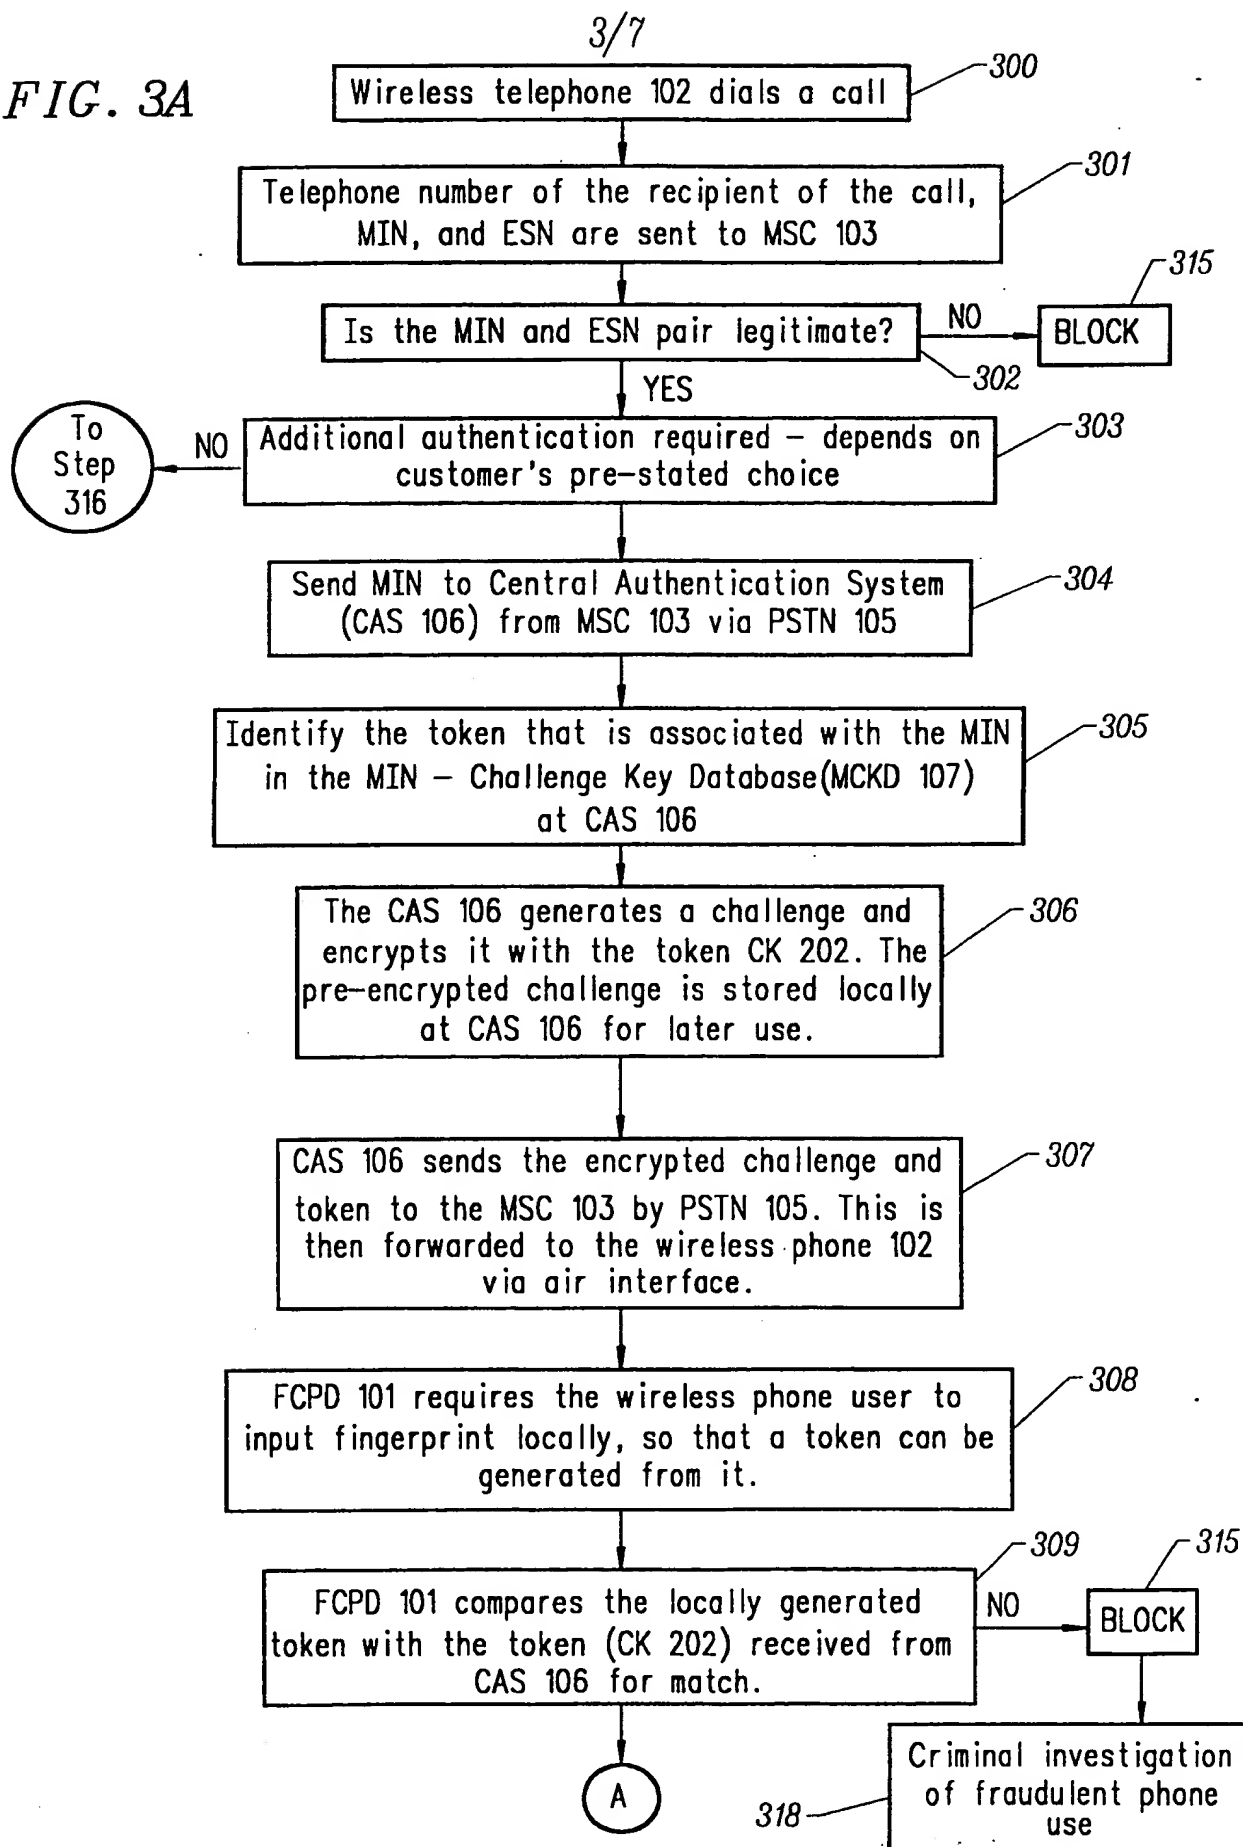 3/7
FIG. 3A
300
Wireless telephone 102 dials a call
301
Telephone number of the recipient of the call,
MIN, and ESN are sent to MSC 103
315
Is the MIN and ESN pair legitimate?
NO
BLOCK
302
YES
To
Step
316
NO
Additional authentication required – depends on
customer's pre-stated choice
303
Send MIN to Central Authentication System
(CAS 106) from MSC 103 via PSTN 105
304
Identify the token that is associated with the MIN
in the MIN – Challenge Key Database(MCKD 107)
at CAS 106
305
The CAS 106 generates a challenge and
encrypts it with the token CK 202. The
pre-encrypted challenge is stored locally
at CAS 106 for later use.
306
CAS 106 sends the encrypted challenge and
token to the MSC 103 by PSTN 105. This is
then forwarded to the wireless phone 102
via air interface.
307
FCPD 101 requires the wireless phone user to
input fingerprint locally, so that a token can be
generated from it.
308
309
315
FCPD 101 compares the locally generated
token with the token (CK 202) received from
CAS 106 for match.
NO
BLOCK
A
Criminal investigation
of fraudulent phone
use
318